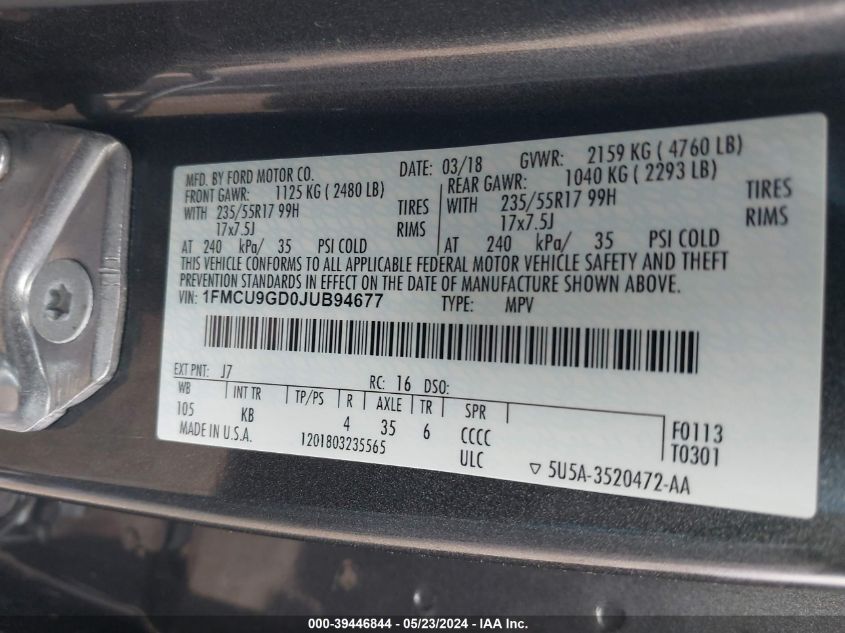 MFD. BY FORD MOTOR CO. DATE: 03/18 GVWR: 2159 KG ( 4760 LB)
FRONT GAWR: 1125 KG ( 2480 LB) REAR GAWR: 1040 KG ( 2293 LB)
WITH 235/55R17 99H TIRES WITH 235/55R17 99H TIRES
17x7.5J RIMS 17x7.5J RIMS
AT 240 kPa/ 35 PSI COLD AT 240 kPa/ 35 PSI COLD
THIS VEHICLE CONFORMS TO ALL APPLICABLE FEDERAL MOTOR VEHICLE SAFETY AND THEFT
PREVENTION STANDARDS IN EFFECT ON THE DATE OF MANUFACTURE SHOWN ABOVE.
VIN: 1FMCU9GD0JUB94677 TYPE: MPV
EXT PNT: J7 RC: 16 DSO:
WB INT TR TP/PS R AXLE TR SPR
105 KB 4 35 6 CCCC F0113
MADE IN U.S.A. 1201803235565 ULC T0301
▽ 5U5A-3520472-AA
000-39446844 — 05/23/2024 — IAA Inc.